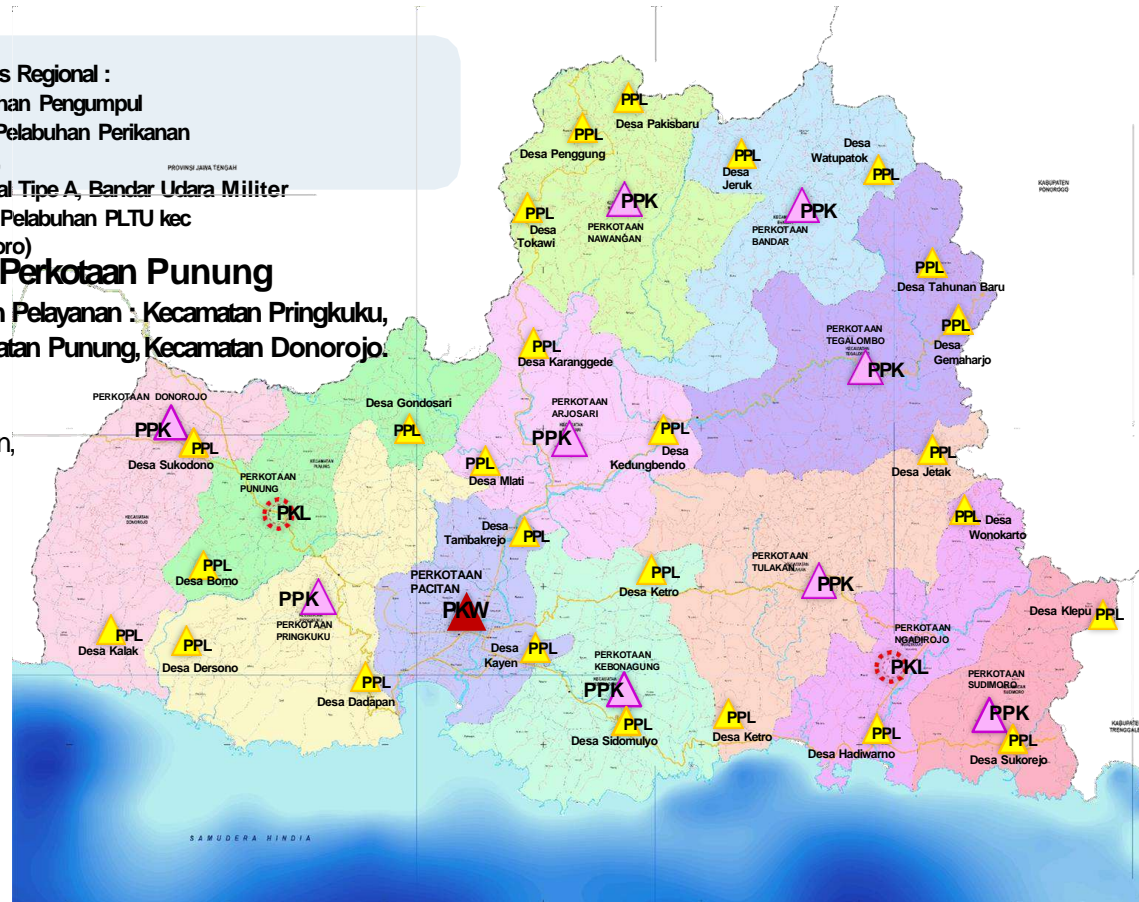 s Regional :
nan Pengumpul
Pelabuhan Perikanan
PROVINSI JAWA TENGAH
al Tipe A, Bandar Udara Militer
Pelabuhan PLTU kec
oro)
Perkotaan Punung
n Pelayanan : Kecamatan Pringkuku,
atan Punung, Kecamatan Donorojo.
n,
PPL
Desa Pakisbaru
PPL
Desa Penggung
PPL
Desa
Jeruk
Desa
Watupatok
PPL
KABUPATEN
PONOROGO
PPK
PERKOTAAN
NAWANGAN
PPK
PERKOTAAN
BANDAR
PPL
Desa
Tokawi
PPL
Desa Tahunan Baru
PPL
Desa
Gemaharjo
PERKOTAAN
TEGALOMBO
PPK
PPL
Desa Karanggede
PERKOTAAN DONOROJO
PPK
PPL
Desa Sukodono
Desa Gondosari
PPL
PERKOTAAN
ARJOSARI
PPK
PPL
Desa
Kedungbendo
PPL
Desa Jetak
PPL
Desa Mlati
KECAMATAN
PUNUNG
PERKOTAAN
PUNUNG
PKL
KECAMATAN
DONOROJO
Desa
Tambakrejo
PPL
PPL
Desa
Wonokarto
PPL
Desa Bomo
PERKOTAAN
PACITAN
PKW
PPL
Desa Ketro
PERKOTAAN
TULAKAN
PPK
PPK
PERKOTAAN
PRINGKUKU
PPL
Desa Kalak
PPL
Desa Dersono
PPL
Desa Dadapan
Desa
Kayen
PPL
PERKOTAAN
KEBONAGUNG
PPK
PPL
Desa Sidomulyo
PERKOTAAN
NGADIROJO
PKL
Desa Klepu
PPL
PERKOTAAN
SUDIMORO
PPK
PPL
Desa Ketro
PPL
Desa Hadiwarno
PPL
Desa Sukorejo
KABUPATEN
TRENGGALE
SAMUDERA HINDIA